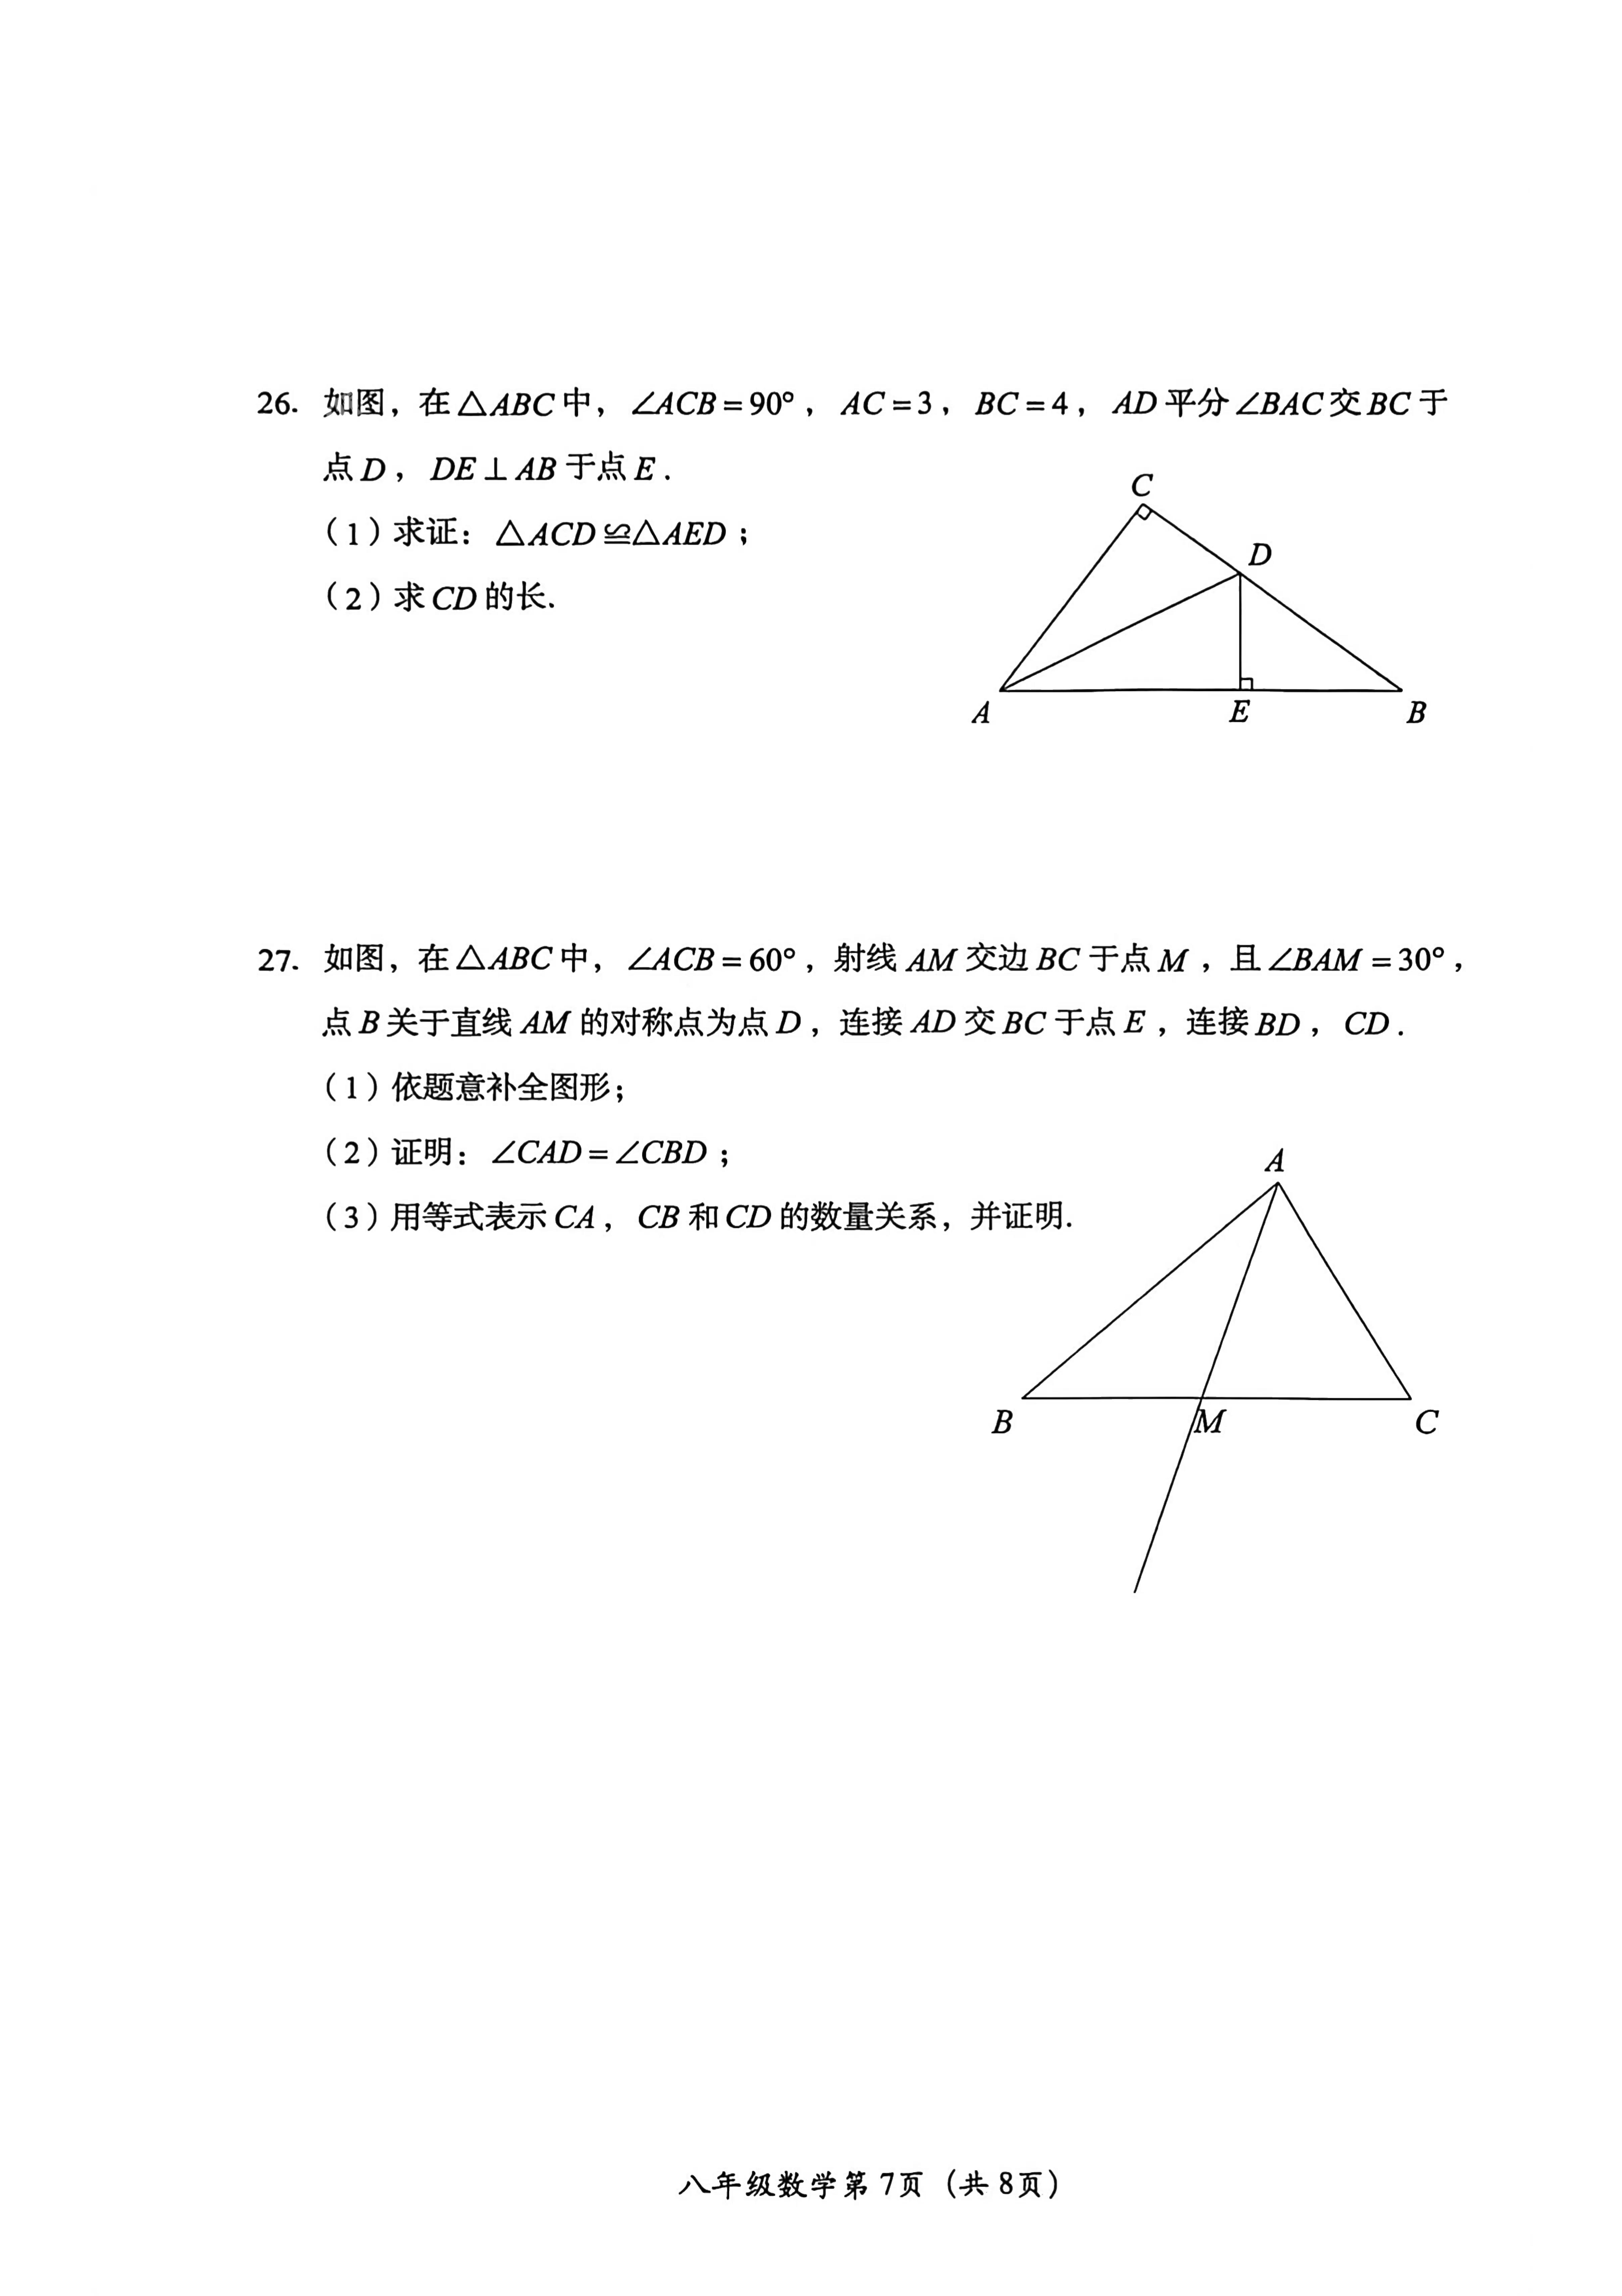 26. 如图，在△ABC中，∠ACB=90°，AC=3，BC=4，AD平分∠BAC交BC于
点D，DE⊥AB于点E.
（1）求证：△ACD≌△AED；
（2）求CD的长.
C
D
A
E
B
27. 如图，在△ABC中，∠ACB=60°，射线AM交边BC于点M，且∠BAM=30°，
点B关于直线AM的对称点为点D，连接AD交BC于点E，连接BD，CD.
（1）依题意补全图形；
（2）证明：∠CAD=∠CBD；
（3）用等式表示CA，CB和CD的数量关系，并证明.
A
B
M
C
八年级数学第7页（共8页）